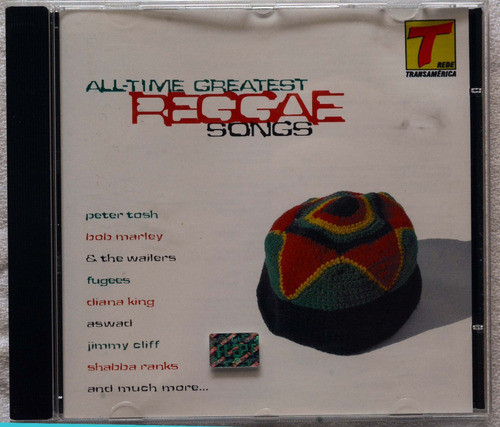 T
REDE
TRANSAMÉRICA
ALL-TIME GREATEST
REGGAE
SONGS
peter tosh
bob marley
& the wailers
fugees
diana king
aswad
jimmy cliff
shabba ranks
and much more...